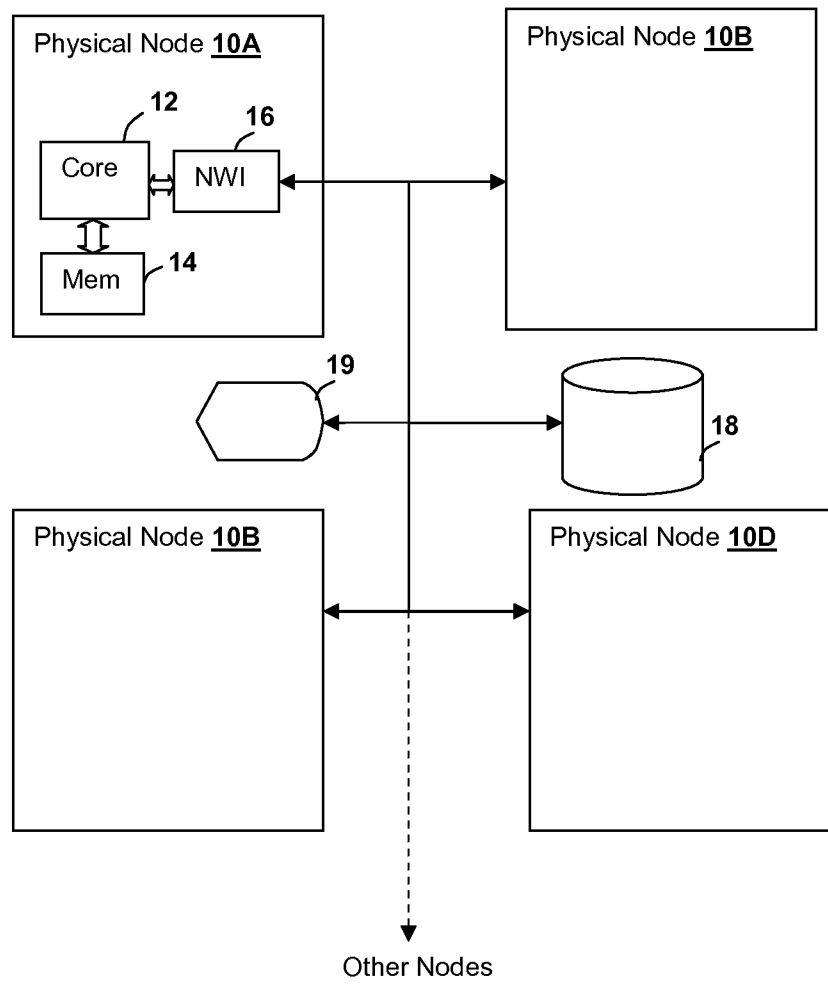 Physical Node 10A
Physical Node 10B
12
16
Core
NWI
14
Mem
19
18
Physical Node 10B
Physical Node 10D
Other Nodes